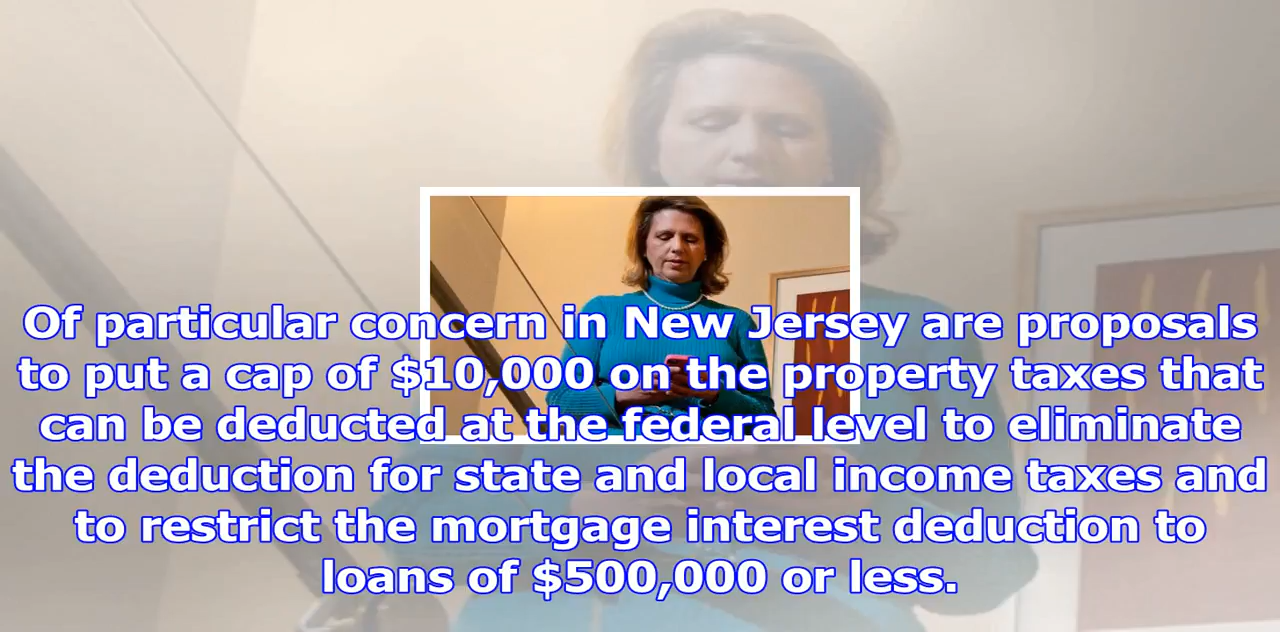 Of particular concern in New Jersey are proposals
to put a cap of $10,000 on the property taxes that
can be deducted at the federal level to eliminate
the deduction for state and local income taxes and
to restrict the mortgage interest deduction to
loans of $500,000 or less.